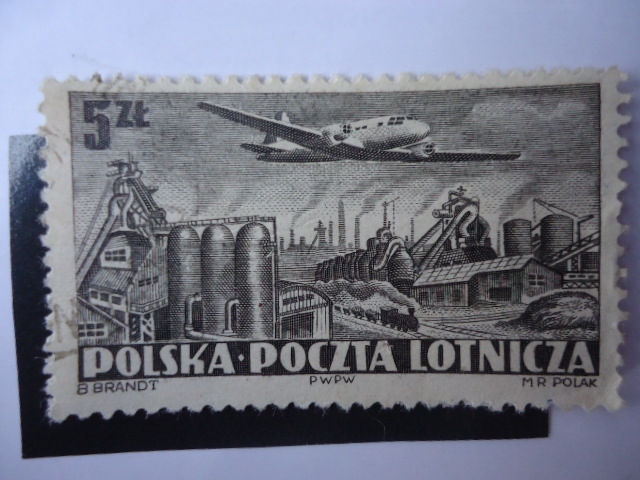 5 ZŁ
POLSKA · POCZTA LOTNICZA
B BRANDT PWPW M R POLAK